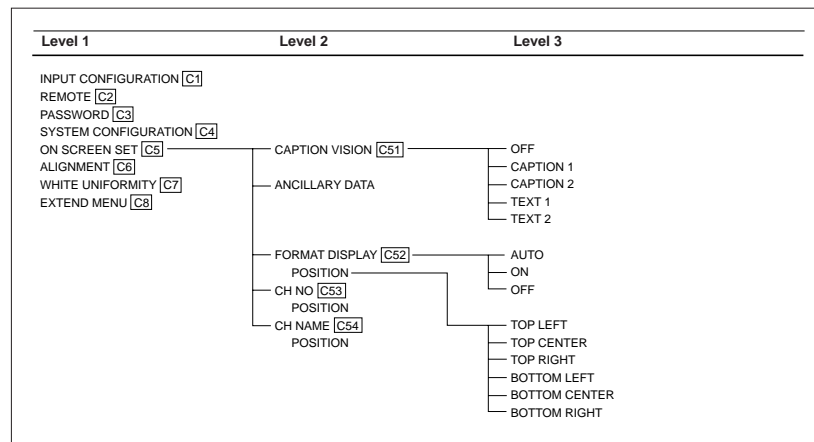 Level 1 Level 2 Level 3
INPUT CONFIGURATION C1
REMOTE C2
PASSWORD C3
SYSTEM CONFIGURATION C4
ON SCREEN SET C5 CAPTION VISION C51 OFF
ALIGNMENT C6 CAPTION 1
WHITE UNIFORMITY C7 ANCILLARY DATA CAPTION 2
EXTEND MENU C8 TEXT 1
TEXT 2
FORMAT DISPLAY C52 AUTO
POSITION ON
CH NO C53 OFF
POSITION
CH NAME C54 TOP LEFT
POSITION TOP CENTER
TOP RIGHT
BOTTOM LEFT
BOTTOM CENTER
BOTTOM RIGHT